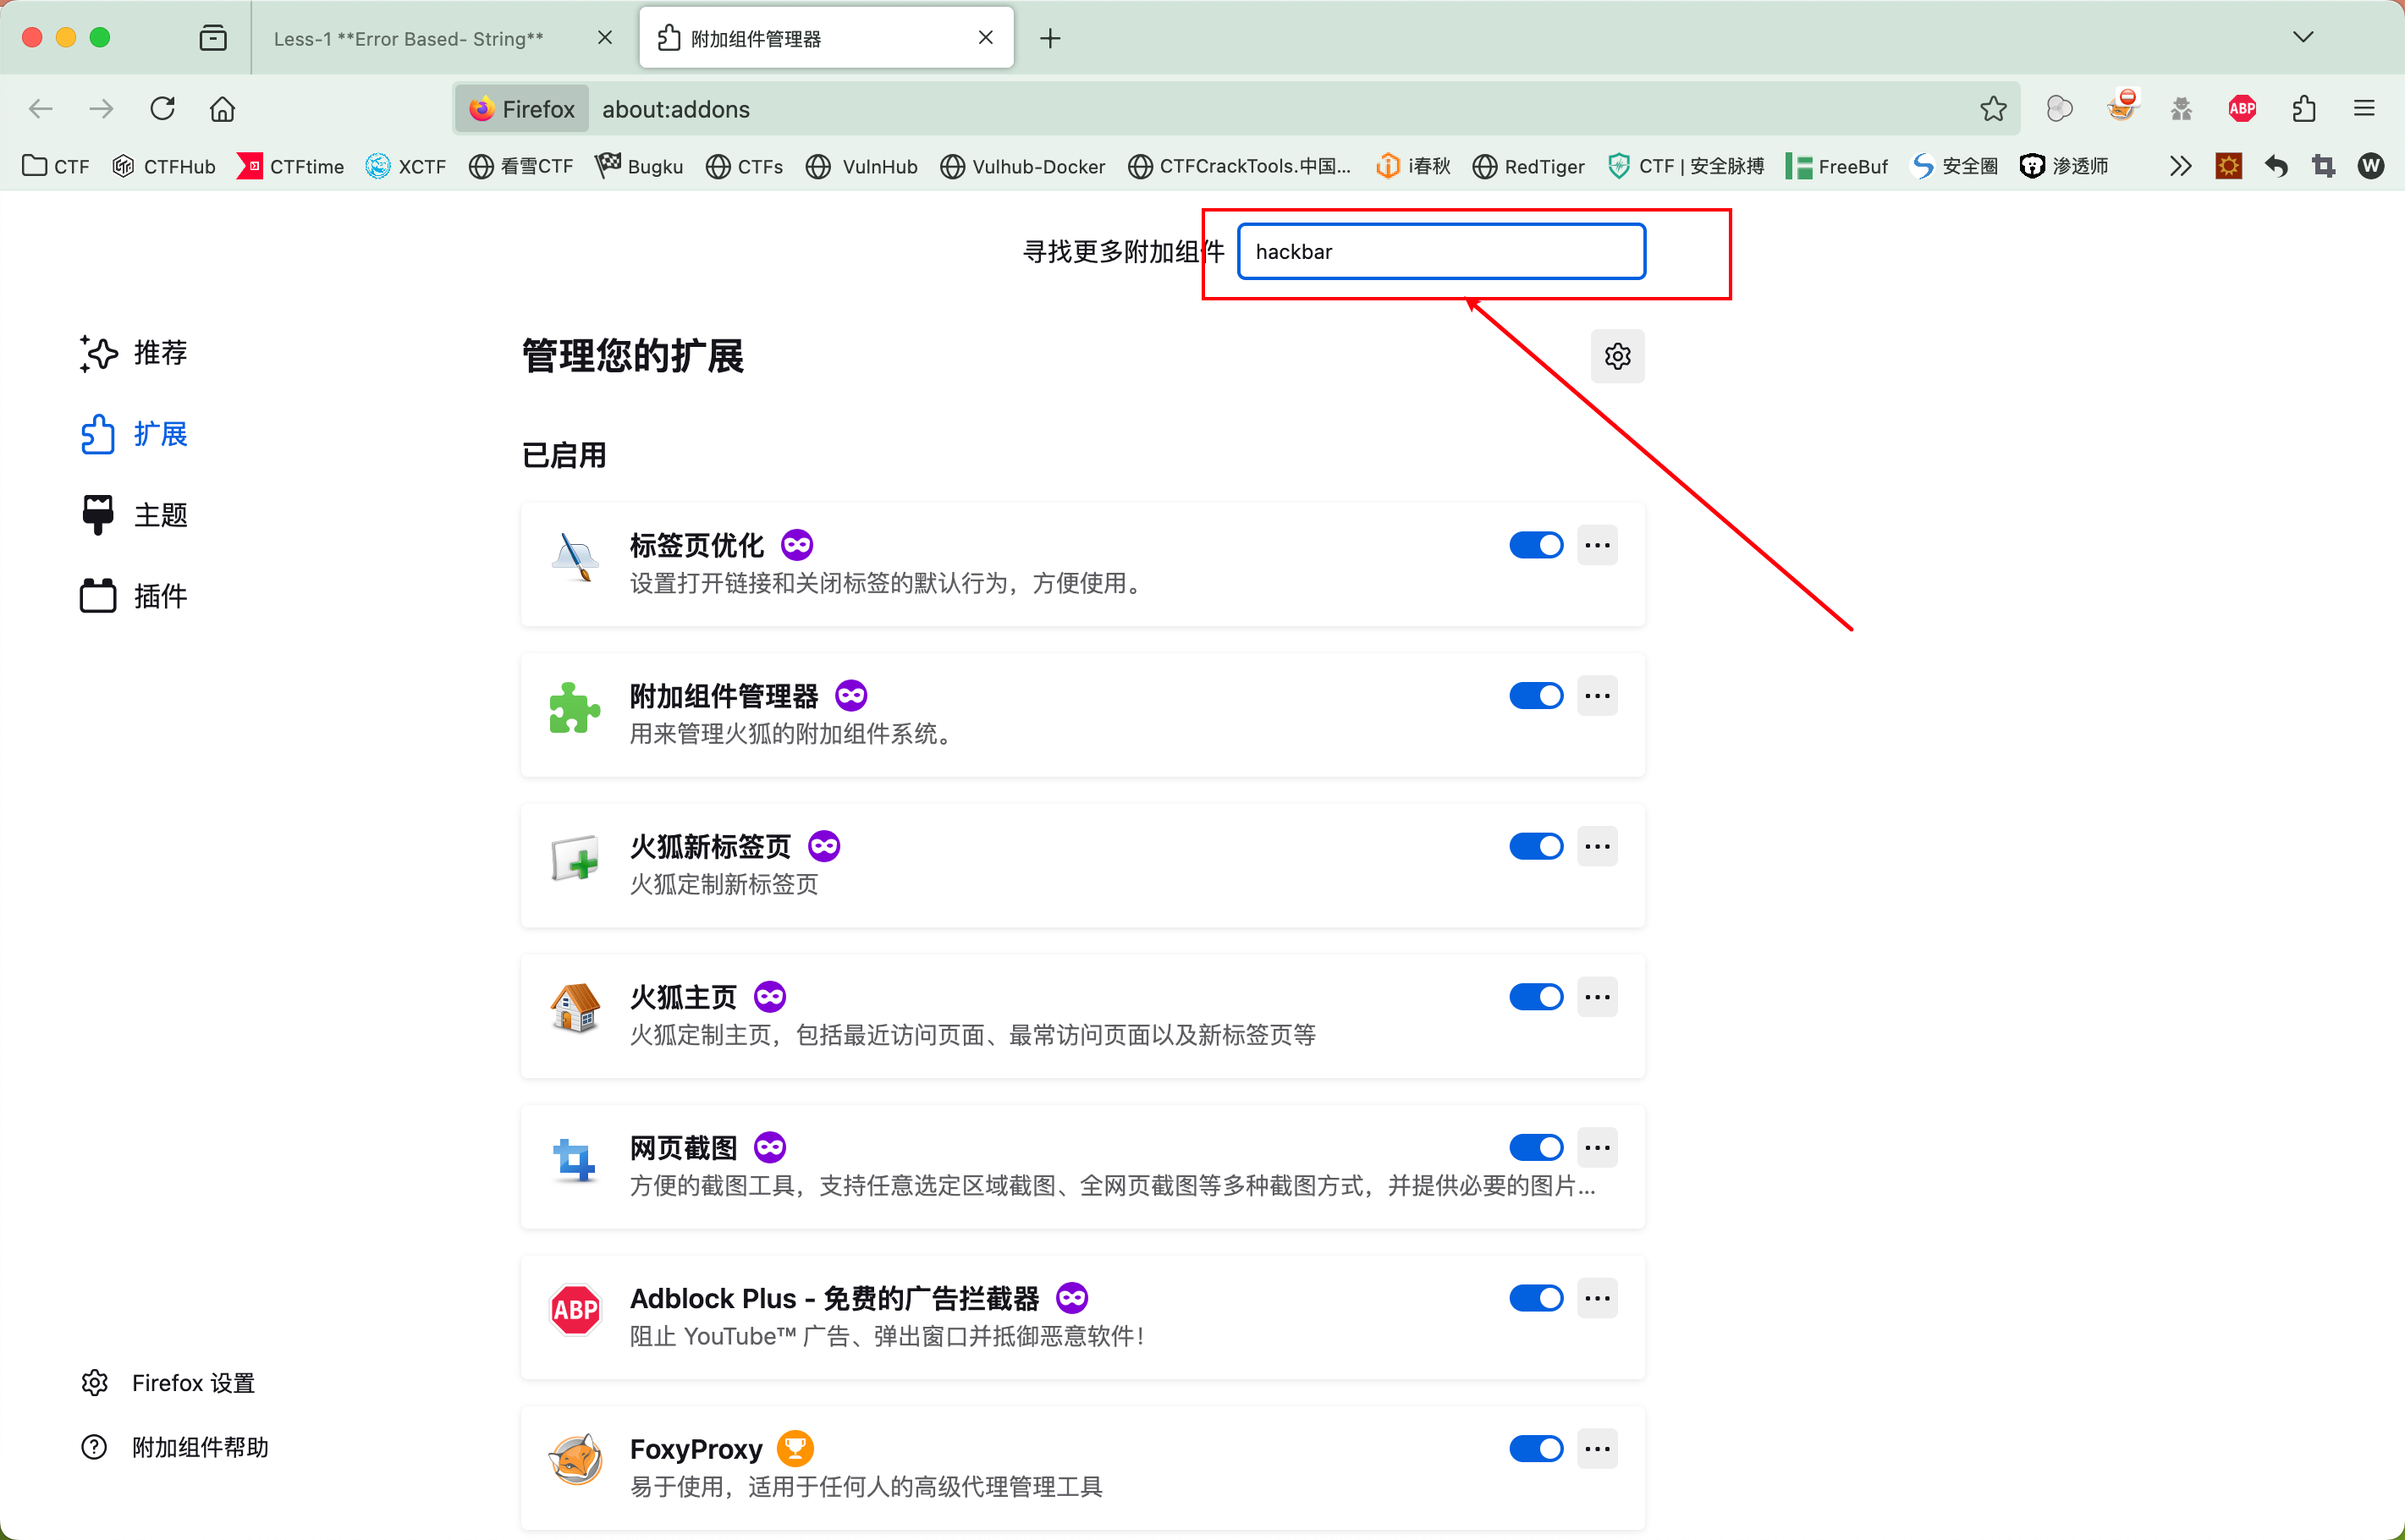 Less-1 **Error Based- String**
附加组件管理器
Firefox about:addons
ABP
CTF CTFHub CTFtime XCTF 看雪CTF Bugku CTFs VulnHub Vulhub-Docker CTFCrackTools.中国... i春秋 RedTiger CTF | 安全脉搏 FreeBuf 安全圈 渗透师 W
寻找更多附加组件 hackbar
推荐
扩展
主题
插件
Firefox 设置
附加组件帮助
管理您的扩展
已启用
标签页优化
设置打开链接和关闭标签的默认行为，方便使用。
附加组件管理器
用来管理火狐的附加组件系统。
火狐新标签页
火狐定制新标签页
火狐主页
火狐定制主页，包括最近访问页面、最常访问页面以及新标签页等
网页截图
方便的截图工具，支持任意选定区域截图、全网页截图等多种截图方式，并提供必要的图片...
ABP
Adblock Plus - 免费的广告拦截器
阻止 YouTube™ 广告、弹出窗口并抵御恶意软件！
FoxyProxy
易于使用，适用于任何人的高级代理管理工具